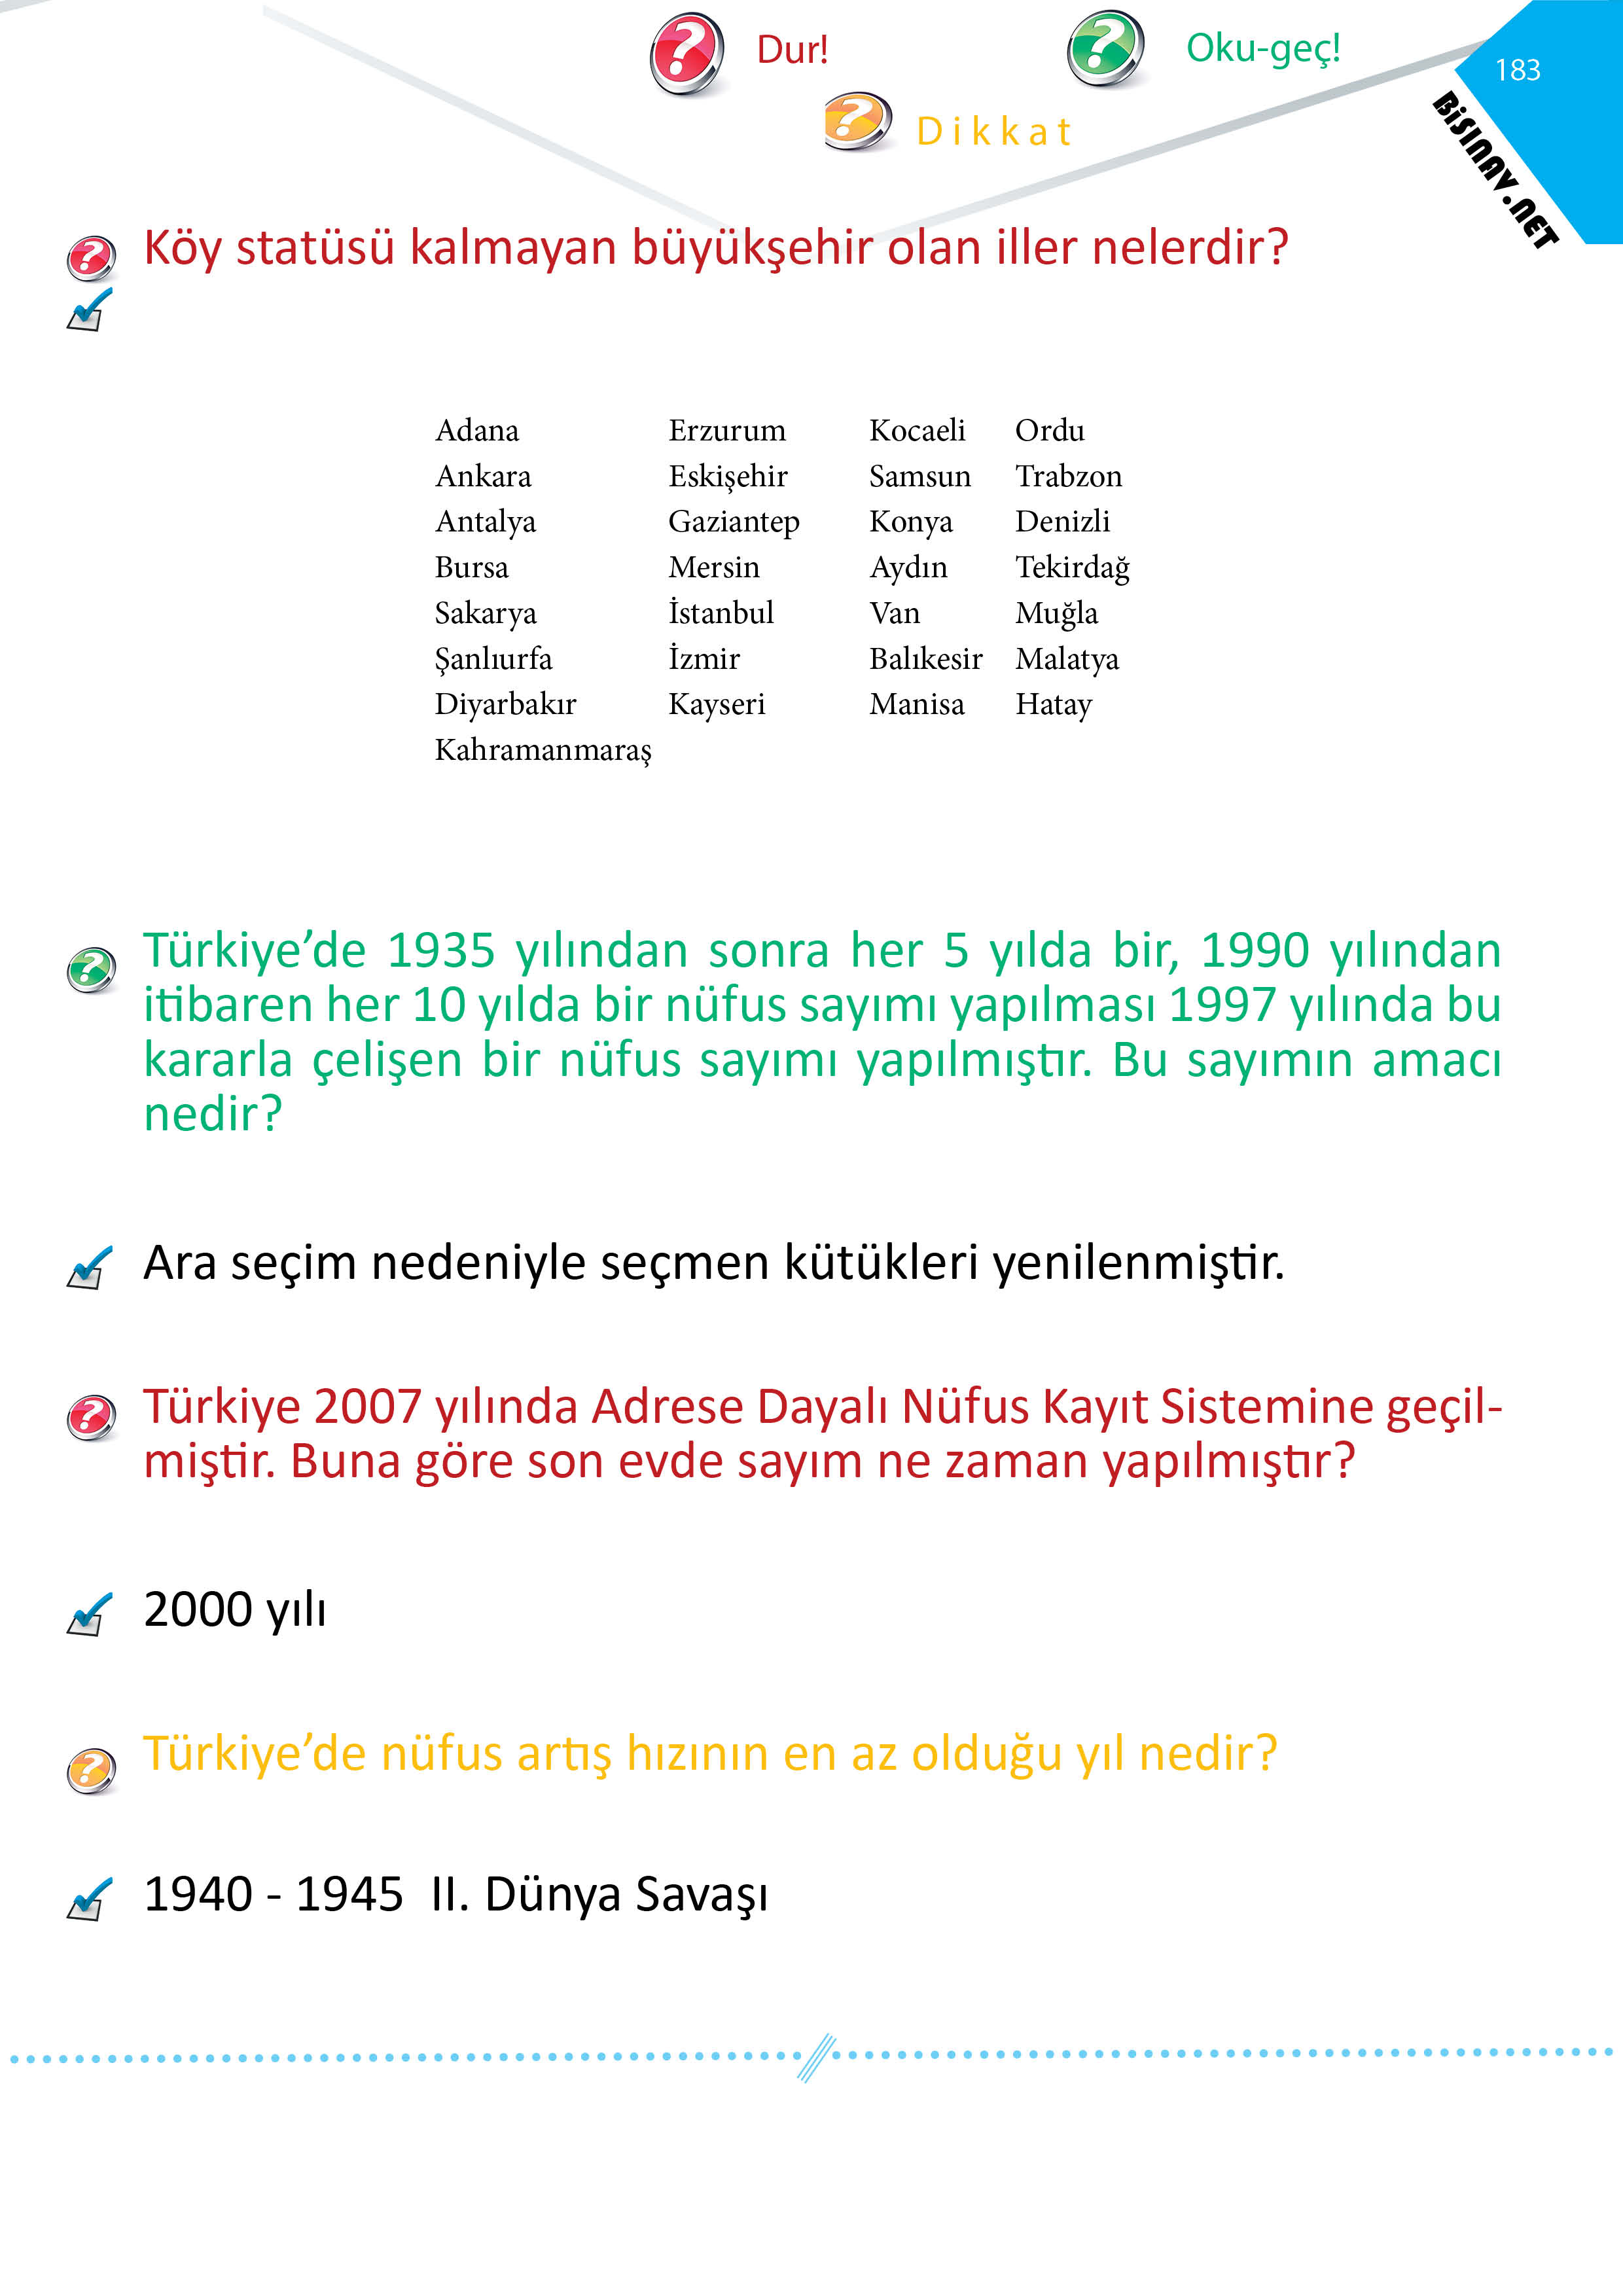 Dur!
Oku-geç!
183
Dikkat
BiSINAV.NET
Köy statüsü kalmayan büyükşehir olan iller nelerdir?
Adana Erzurum Kocaeli Ordu
Ankara Eskişehir Samsun Trabzon
Antalya Gaziantep Konya Denizli
Bursa Mersin Aydın Tekirdağ
Sakarya İstanbul Van Muğla
Şanlıurfa İzmir Balıkesir Malatya
Diyarbakır Kayseri Manisa Hatay
Kahramanmaraş
Türkiye’de 1935 yılından sonra her 5 yılda bir, 1990 yılından
itibaren her 10 yılda bir nüfus sayımı yapılması 1997 yılında bu
kararla çelişen bir nüfus sayımı yapılmıştır. Bu sayımın amacı
nedir?
Ara seçim nedeniyle seçmen kütükleri yenilenmiştir.
Türkiye 2007 yılında Adrese Dayalı Nüfus Kayıt Sistemine geçil-
miştir. Buna göre son evde sayım ne zaman yapılmıştır?
2000 yılı
Türkiye’de nüfus artış hızının en az olduğu yıl nedir?
1940 - 1945 II. Dünya Savaşı